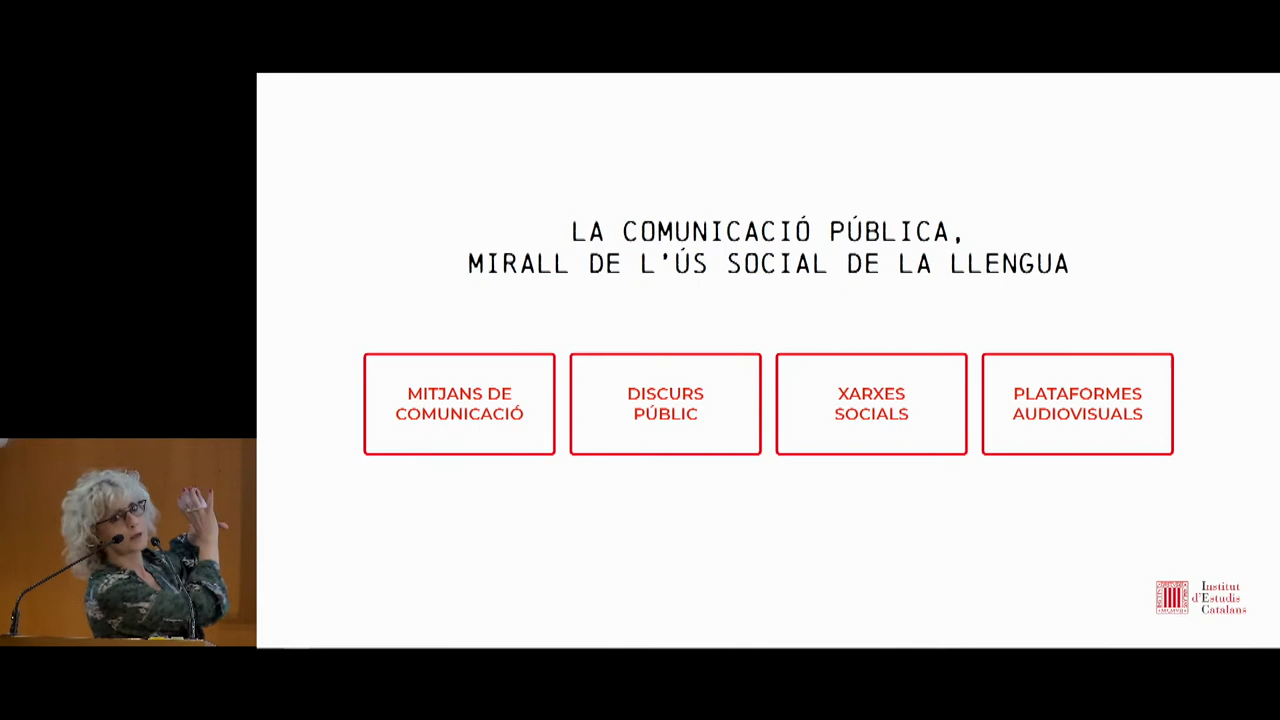 LA COMUNICACIÓ PÚBLICA,
MIRALL DE L'ÚS SOCIAL DE LA LLENGUA
MITJANS DE
COMUNICACIÓ
DISCURS
PÚBLIC
XARXES
SOCIALS
PLATAFORMES
AUDIOVISUALS
Institut
d'Estudis
Catalans